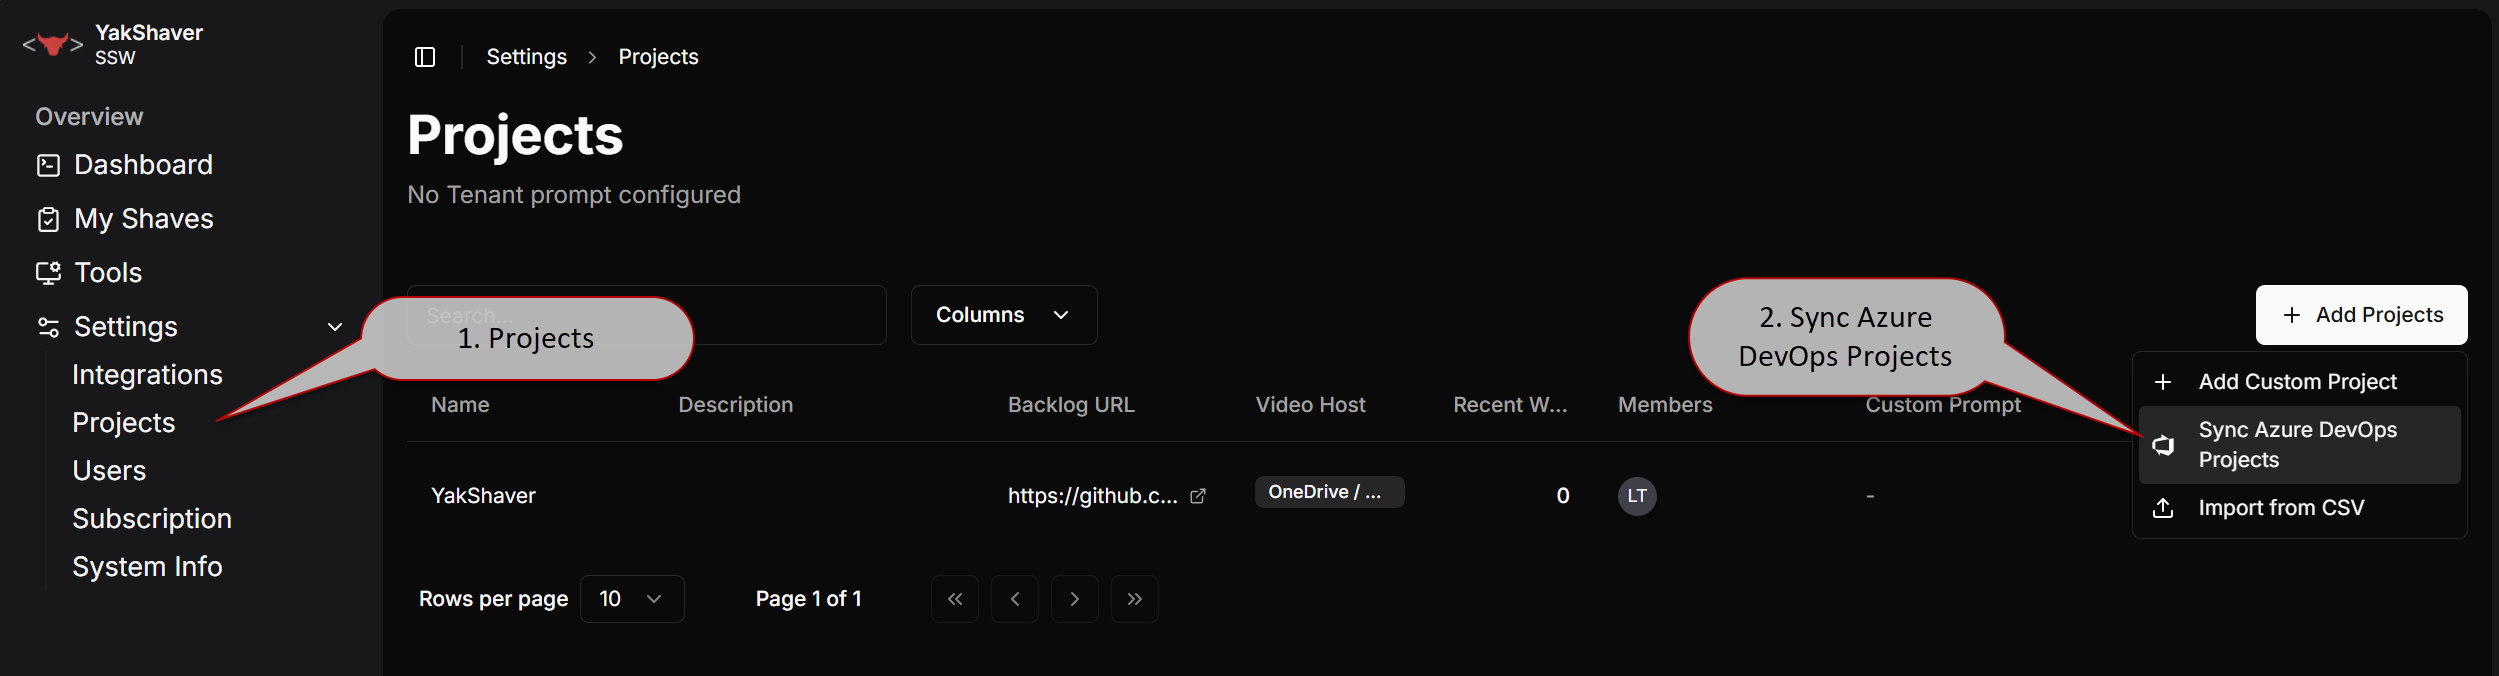 YakShaver
SSW
Overview
Dashboard
My Shaves
Tools
Settings
Integrations
Projects
Users
Subscription
System Info
Settings > Projects
Projects
No Tenant prompt configured
Search...
1. Projects
Columns
2. Sync Azure
DevOps Projects
+ Add Projects
+ Add Custom Project
Sync Azure DevOps
Projects
Import from CSV
Name Description Backlog URL Video Host Recent W... Members Custom Prompt
YakShaver https://github.c... OneDrive / ... 0 LT -
Rows per page 10 Page 1 of 1